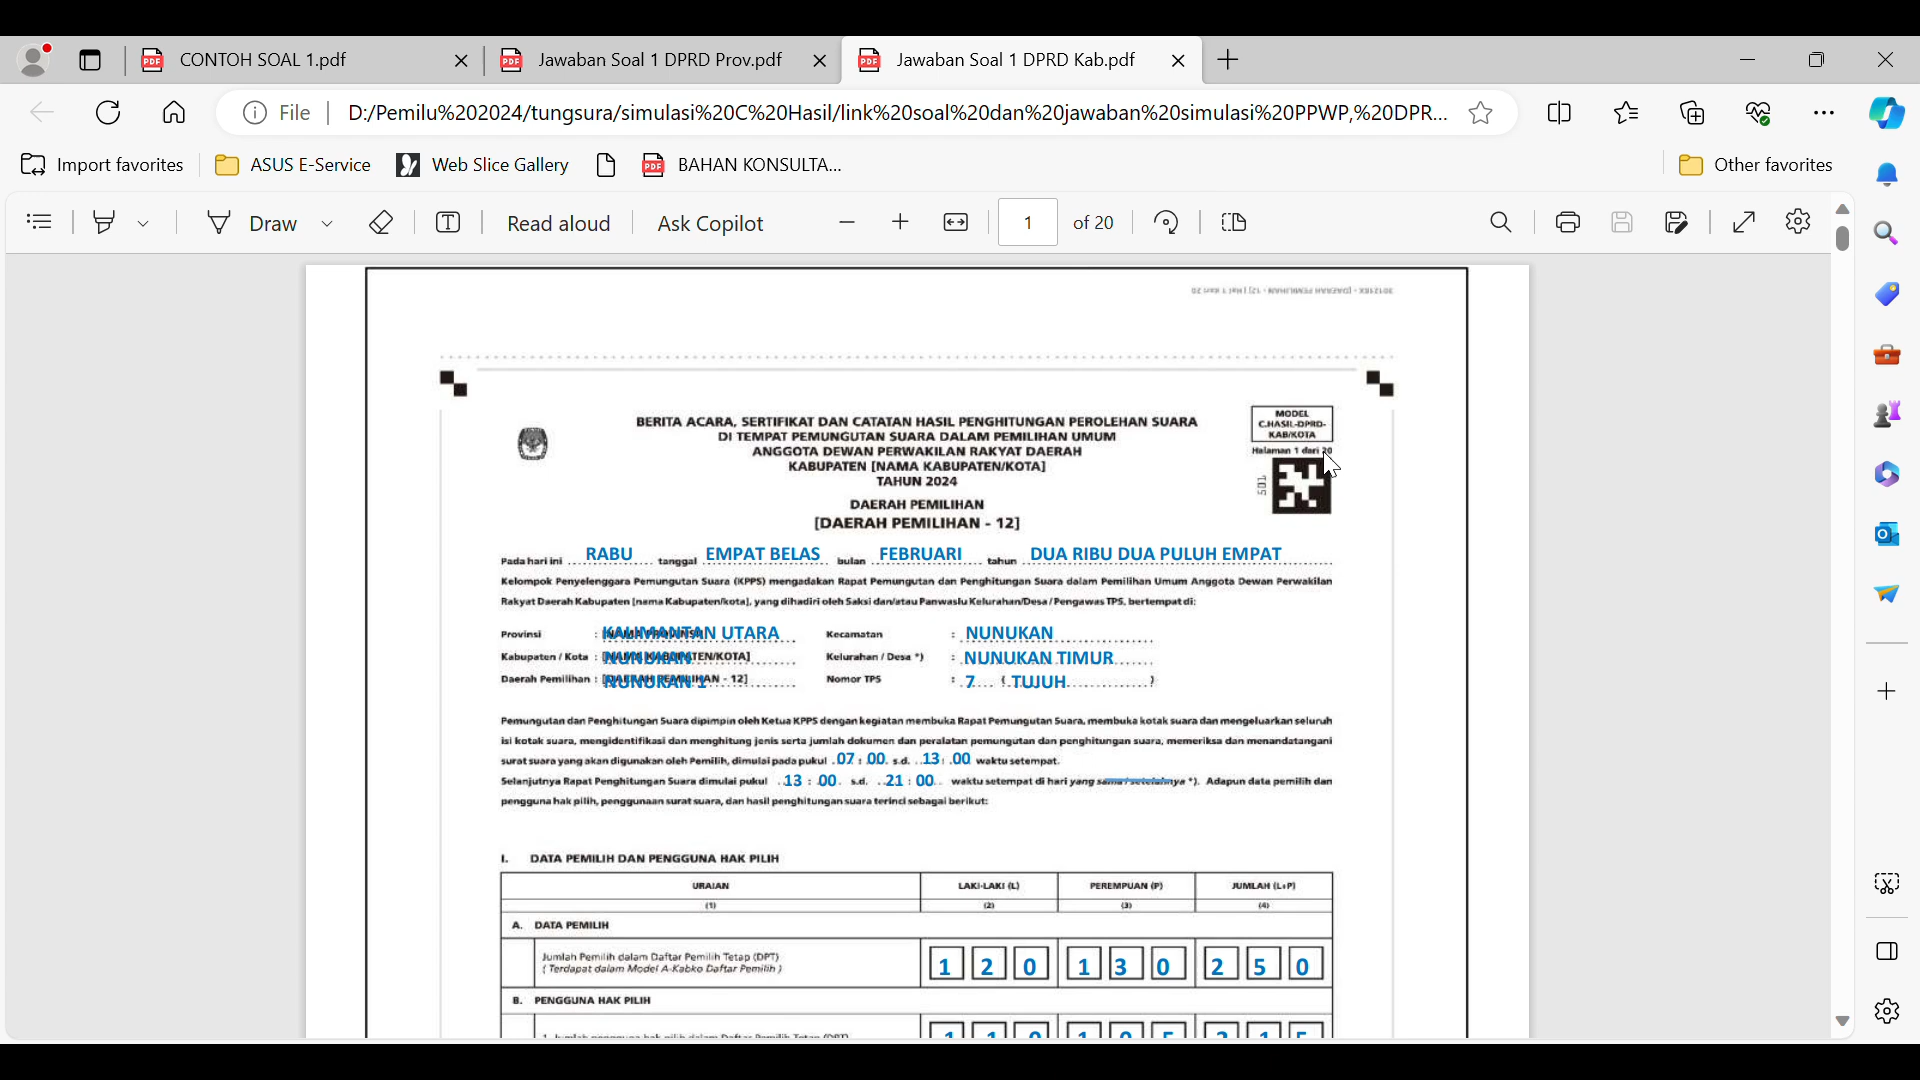 CONTOH SOAL 1.pdf
Jawaban Soal 1 DPRD Prov.pdf
Jawaban Soal 1 DPRD Kab.pdf
File
D:/Pemilu%202024/tungsura/simulasi%20C%20Hasil/link%20soal%20dan%20jawaban%20simulasi%20PPWP,%20DPR...
Import favorites
ASUS E-Service
Web Slice Gallery
BAHAN KONSULTA...
Other favorites
Draw
Read aloud
Ask Copilot
1 of 20
BERITA ACARA, SERTIFIKAT DAN CATATAN HASIL PENGHITUNGAN PEROLEHAN SUARA
DI TEMPAT PEMUNGUTAN SUARA DALAM PEMILIHAN UMUM
ANGGOTA DEWAN PERWAKILAN RAKYAT DAERAH
KABUPATEN [NAMA KABUPATEN/KOTA]
TAHUN 2024
DAERAH PEMILIHAN
[DAERAH PEMILIHAN - 12]
MODEL
C.HASIL-DPRD-
KAB/KOTA
Halaman 1 dari 20
501
Pada hari ini RABU tanggal EMPAT BELAS bulan FEBRUARI tahun DUA RIBU DUA PULUH EMPAT
Kelompok Penyelenggara Pemungutan Suara (KPPS) mengadakan Rapat Pemungutan dan Penghitungan Suara dalam Pemilihan Umum Anggota Dewan Perwakilan
Rakyat Daerah Kabupaten [nama Kabupaten/kota], yang dihadiri oleh Saksi dan/atau Panwaslu Kelurahan/Desa / Pengawas TPS, bertempat di:
Provinsi : KALIMANTAN UTARA Kecamatan : NUNUKAN
Kabupaten / Kota : [NAMA KABUPATEN/KOTA] NUNUKAN Kelurahan / Desa *) : NUNUKAN TIMUR
Daerah Pemilihan : [DAERAH PEMILIHAN - 12] NUNUKAN 1 Nomor TPS : 7 ( TUJUH )
Pemungutan dan Penghitungan Suara dipimpin oleh Ketua KPPS dengan kegiatan membuka Rapat Pemungutan Suara, membuka kotak suara dan mengeluarkan seluruh
isi kotak suara, mengidentifikasi dan menghitung jenis serta jumlah dokumen dan peralatan pemungutan dan penghitungan suara, memeriksa dan menandatangani
surat suara yang akan digunakan oleh Pemilih, dimulai pada pukul 07 : 00 s.d. 13 : 00 waktu setempat.
Selanjutnya Rapat Penghitungan Suara dimulai pukul 13 : 00 s.d. 21 : 00 waktu setempat di hari yang sama / setelahnya *). Adapun data pemilih dan
pengguna hak pilih, penggunaan surat suara, dan hasil penghitungan suara terinci sebagai berikut:
I. DATA PEMILIH DAN PENGGUNA HAK PILIH
URAIAN LAKI-LAKI (L) PEREMPUAN (P) JUMLAH (L+P)
(1) (2) (3) (4)
A. DATA PEMILIH
Jumlah Pemilih dalam Daftar Pemilih Tetap (DPT) 1 2 0 1 3 0 2 5 0
( Terdapat dalam Model A-Kabko Daftar Pemilih )
B. PENGGUNA HAK PILIH